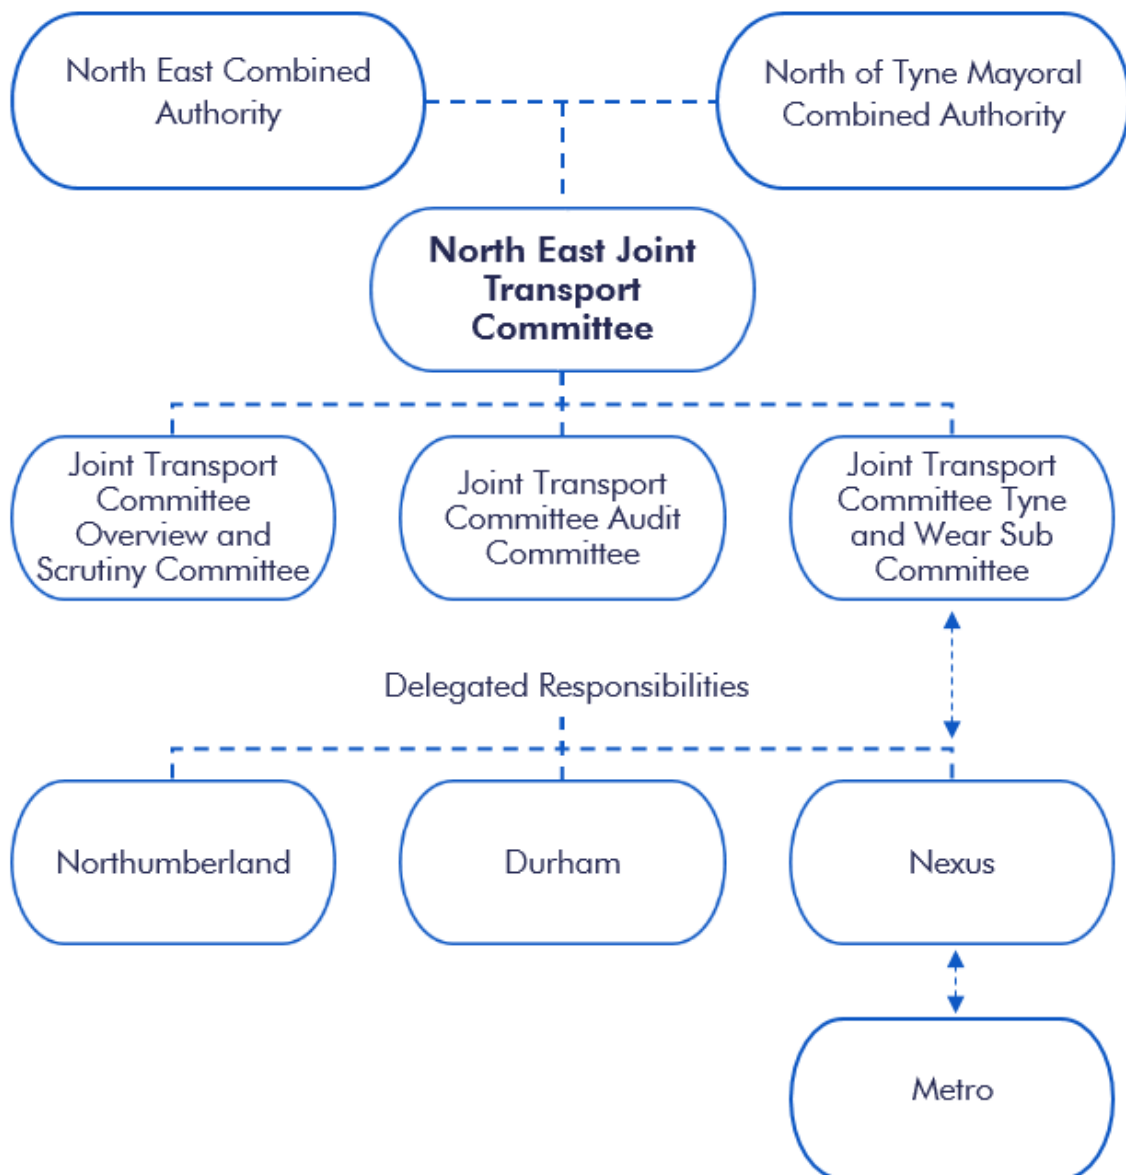 North East Combined
Authority
North of Tyne Mayoral
Combined Authority
North East Joint
Transport
Committee
Joint Transport
Committee
Overview and
Scrutiny Committee
Joint Transport
Committee Audit
Committee
Joint Transport
Committee Tyne
and Wear Sub
Committee
Delegated Responsibilities
Northumberland
Durham
Nexus
Metro